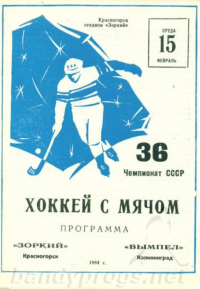 Красногорск
стадион «Зоркий»
СРЕДА
15
ФЕВРАЛЬ
36
Чемпионат СССР
ХОККЕЙ С МЯЧОМ
ПРОГРАММА
«ЗОРКИЙ»
Красногорск
«ВЫМПЕЛ»
Калининград
1984 г.
bandyprogs.net